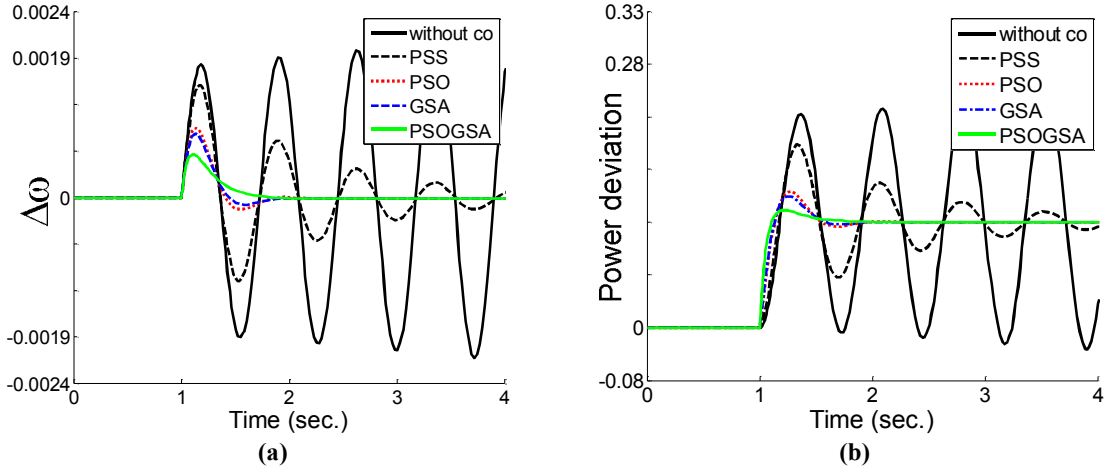 0.0024
0.0019
0
-0.0019
-0.0024
Δω
without co
PSS
PSO
GSA
PSOGSA
0
1
2
3
4
Time (sec.)
(a)
0.33
0.28
0
-0.08
Power deviation
without co
PSS
PSO
GSA
PSOGSA
0
1
2
3
4
Time (sec.)
(b)